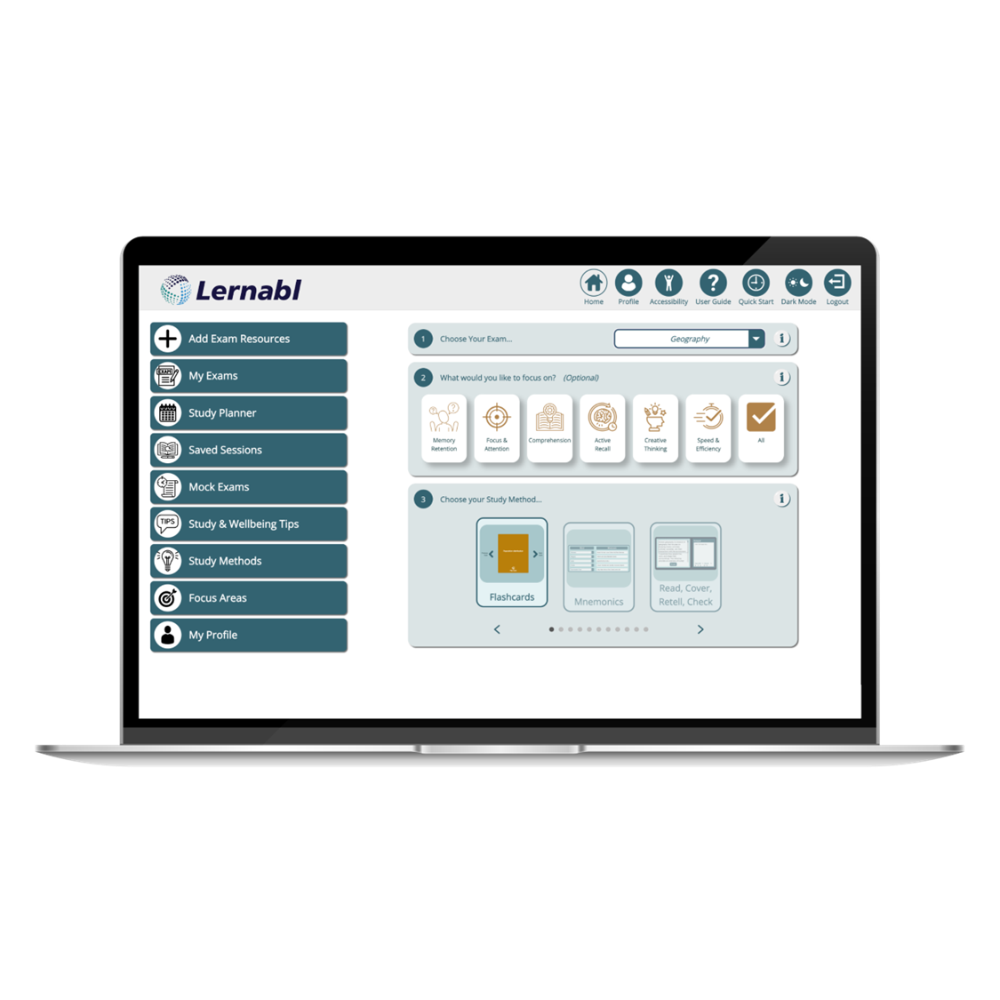 Lernabl
Home
Profile
Accessibility
User Guide
Quick Start
Dark Mode
Logout
Add Exam Resources
My Exams
Study Planner
Saved Sessions
Mock Exams
TIPS
Study & Wellbeing Tips
Study Methods
Focus Areas
My Profile
1
Choose Your Exam...
Geography
2
What would you like to focus on? (Optional)
Memory
Retention
Focus &
Attention
Comprehension
Active
Recall
Creative
Thinking
Speed &
Efficiency
All
3
Choose your Study Method...
Flashcards
Mnemonics
Read, Cover,
Retell, Check